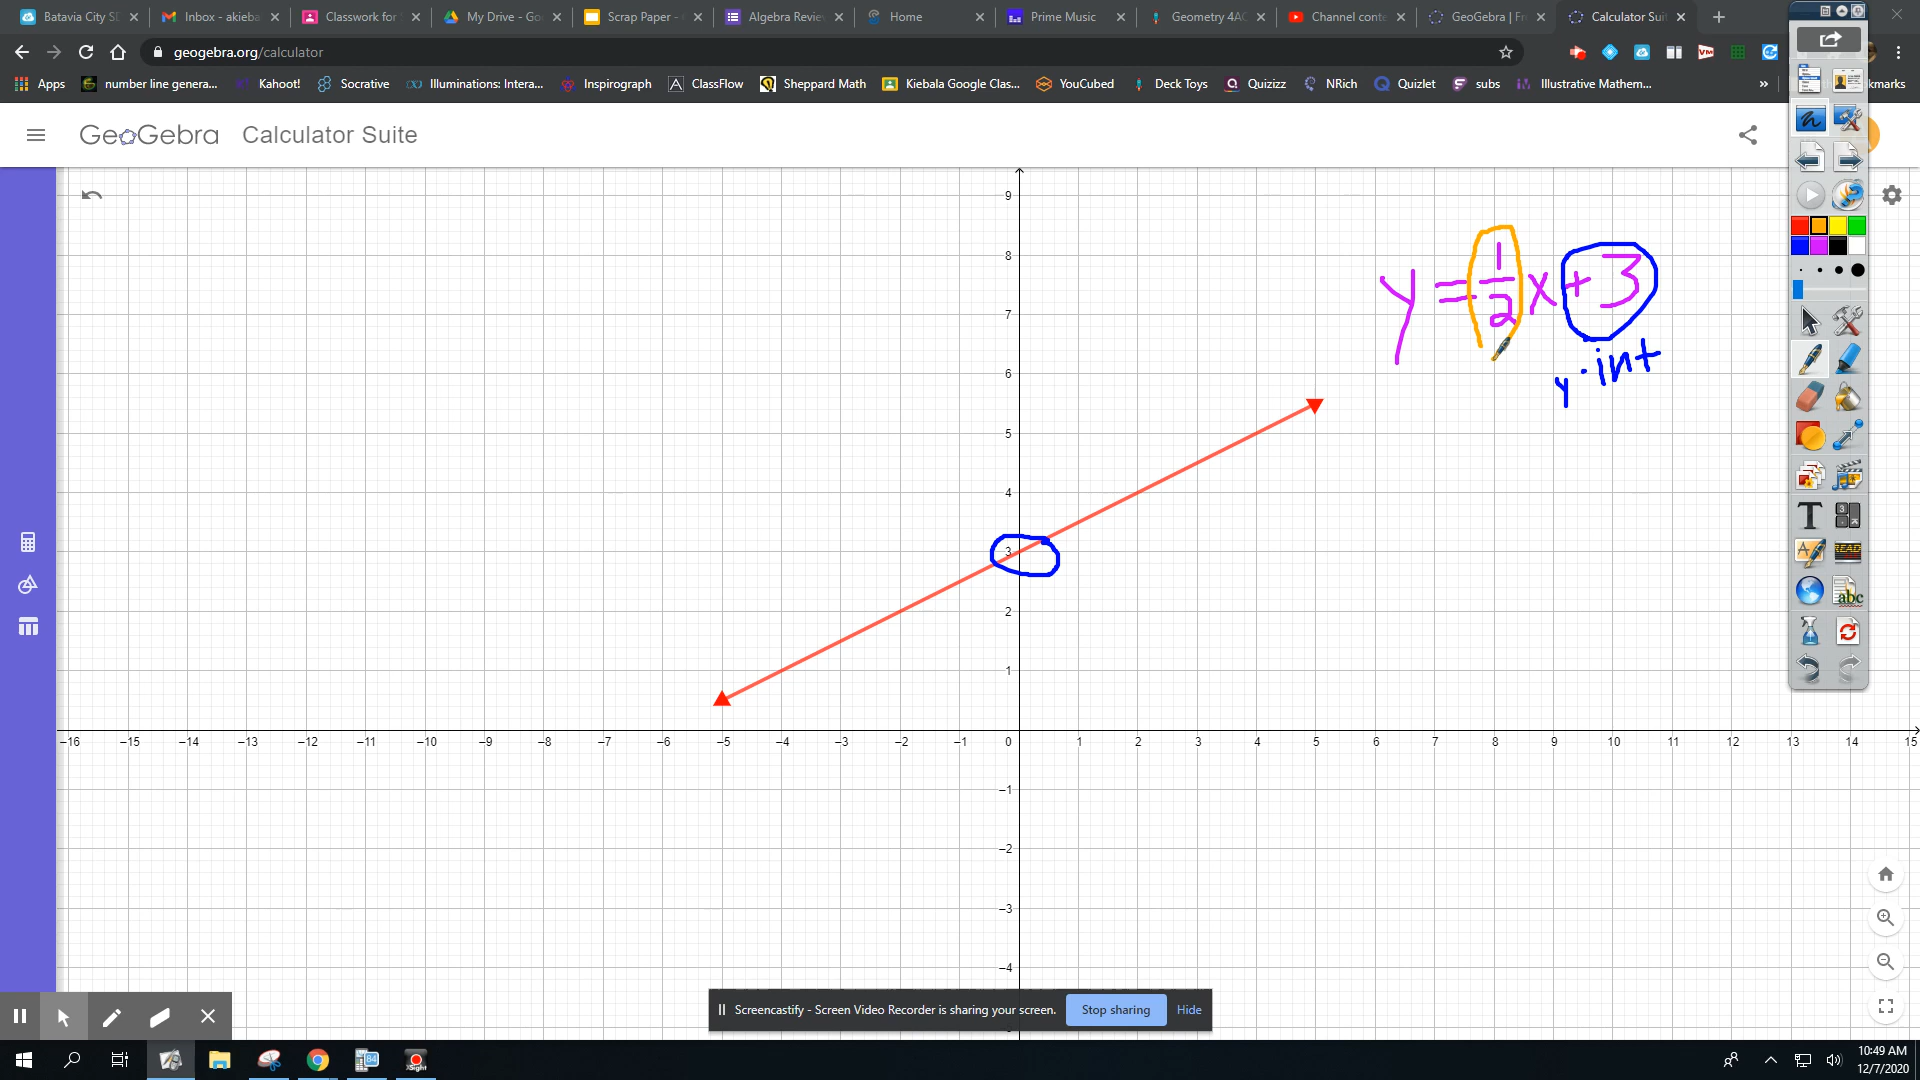 Batavia City SD
Inbox - akieba
Classwork for
My Drive - Go
Scrap Paper -
Algebra Review
Home
Prime Music
Geometry 4AC
Channel conte
GeoGebra | Fr
Calculator Suit
geogebra.org/calculator
Apps
number line genera...
Kahoot!
Socrative
Illuminations: Intera...
Inspirograph
ClassFlow
Sheppard Math
Kiebala Google Clas...
YouCubed
Deck Toys
Quizizz
NRich
Quizlet
subs
Illustrative Mathem...
»
kmarks
GeoGebra Calculator Suite
y = 1/2 x + 3
y-int
9
8
7
6
5
4
3
2
1
-16 -15 -14 -13 -12 -11 -10 -9 -8 -7 -6 -5 -4 -3 -2 -1 0 1 2 3 4 5 6 7 8 9 10 11 12 13 14 15
-1
-2
-3
-4
T
READ
abc
Screencastify - Screen Video Recorder is sharing your screen.
Stop sharing
Hide
84
10:49 AM
12/7/2020